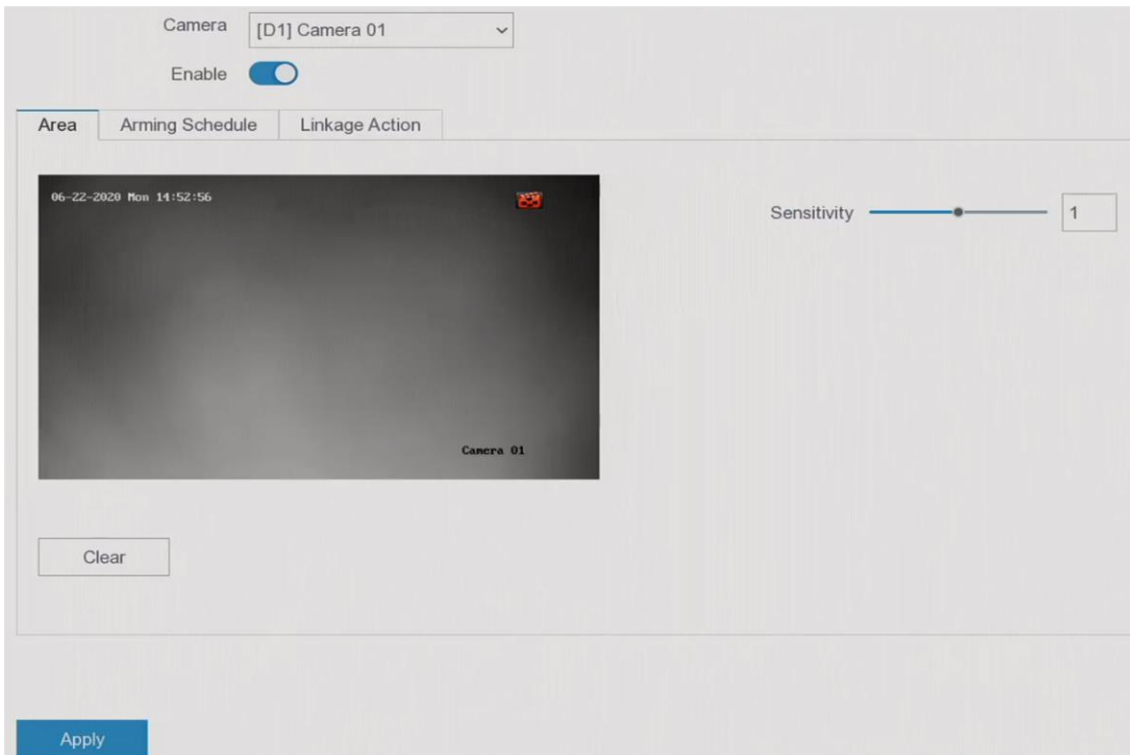 Camera [D1] Camera 01
Enable
Area Arming Schedule Linkage Action
06-22-2020 Mon 14:52:56
Sensitivity 1
Camera 01
Clear
Apply